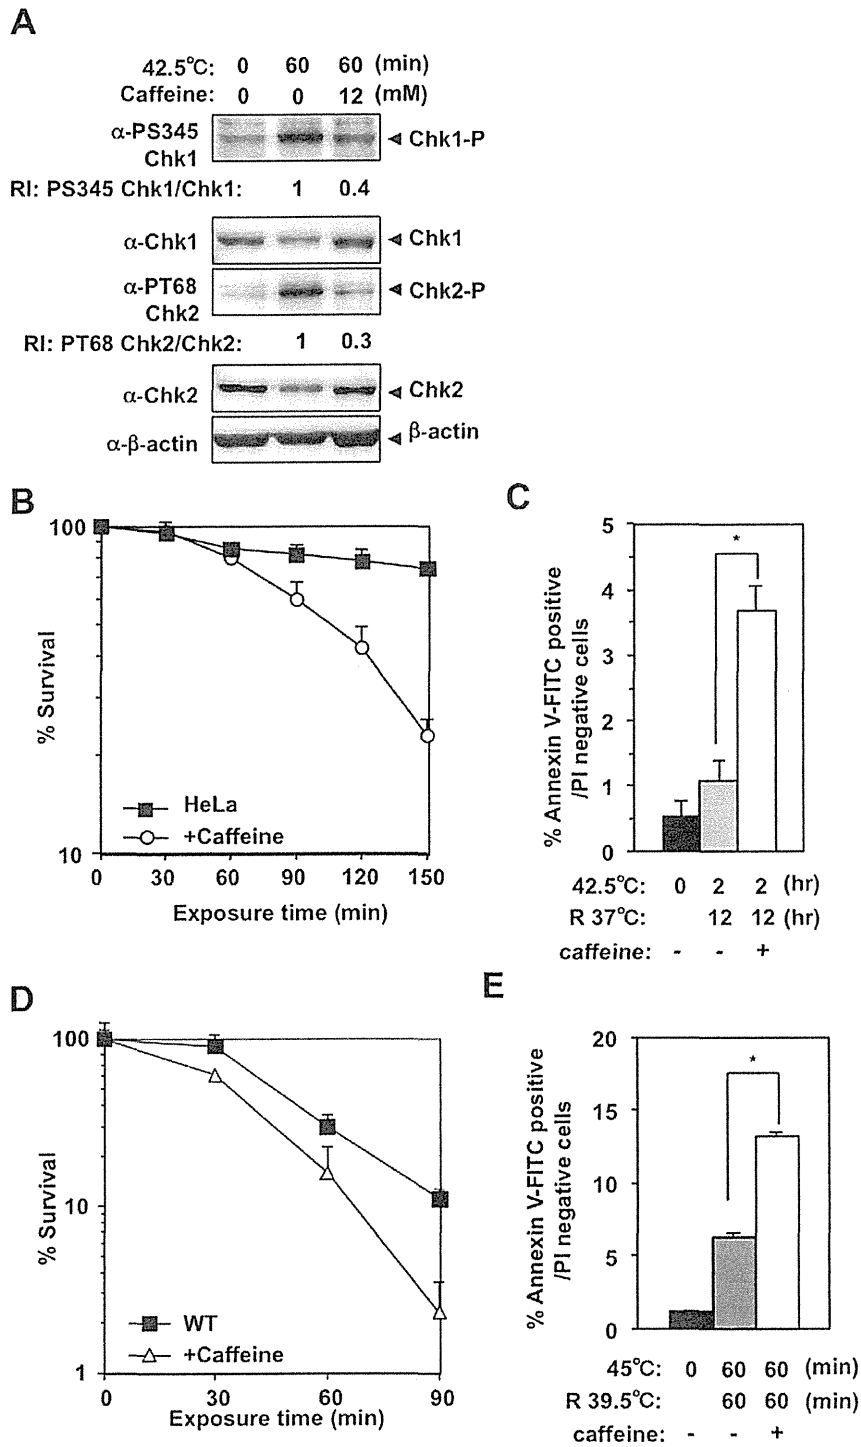 A
42.5°C: 0 60 60 (min)
Caffeine: 0 0 12 (mM)
α-PS345
Chk1
Chk1-P
RI: PS345 Chk1/Chk1: 1 0.4
α-Chk1
Chk1
α-PT68
Chk2
Chk2-P
RI: PT68 Chk2/Chk2: 1 0.3
α-Chk2
Chk2
α-β-actin
β-actin
B
% Survival
100
10
HeLa
+Caffeine
0 30 60 90 120 150
Exposure time (min)
C
% Annexin V-FITC positive
/PI negative cells
5
4
3
2
1
0
*
42.5°C: 0 2 2 (hr)
R 37°C: 12 12 (hr)
caffeine: - - +
D
% Survival
100
10
1
WT
+Caffeine
0 30 60 90
Exposure time (min)
E
% Annexin V-FITC positive
/PI negative cells
20
15
10
5
0
*
45°C: 0 60 60 (min)
R 39.5°C: 60 60 (min)
caffeine: - - +